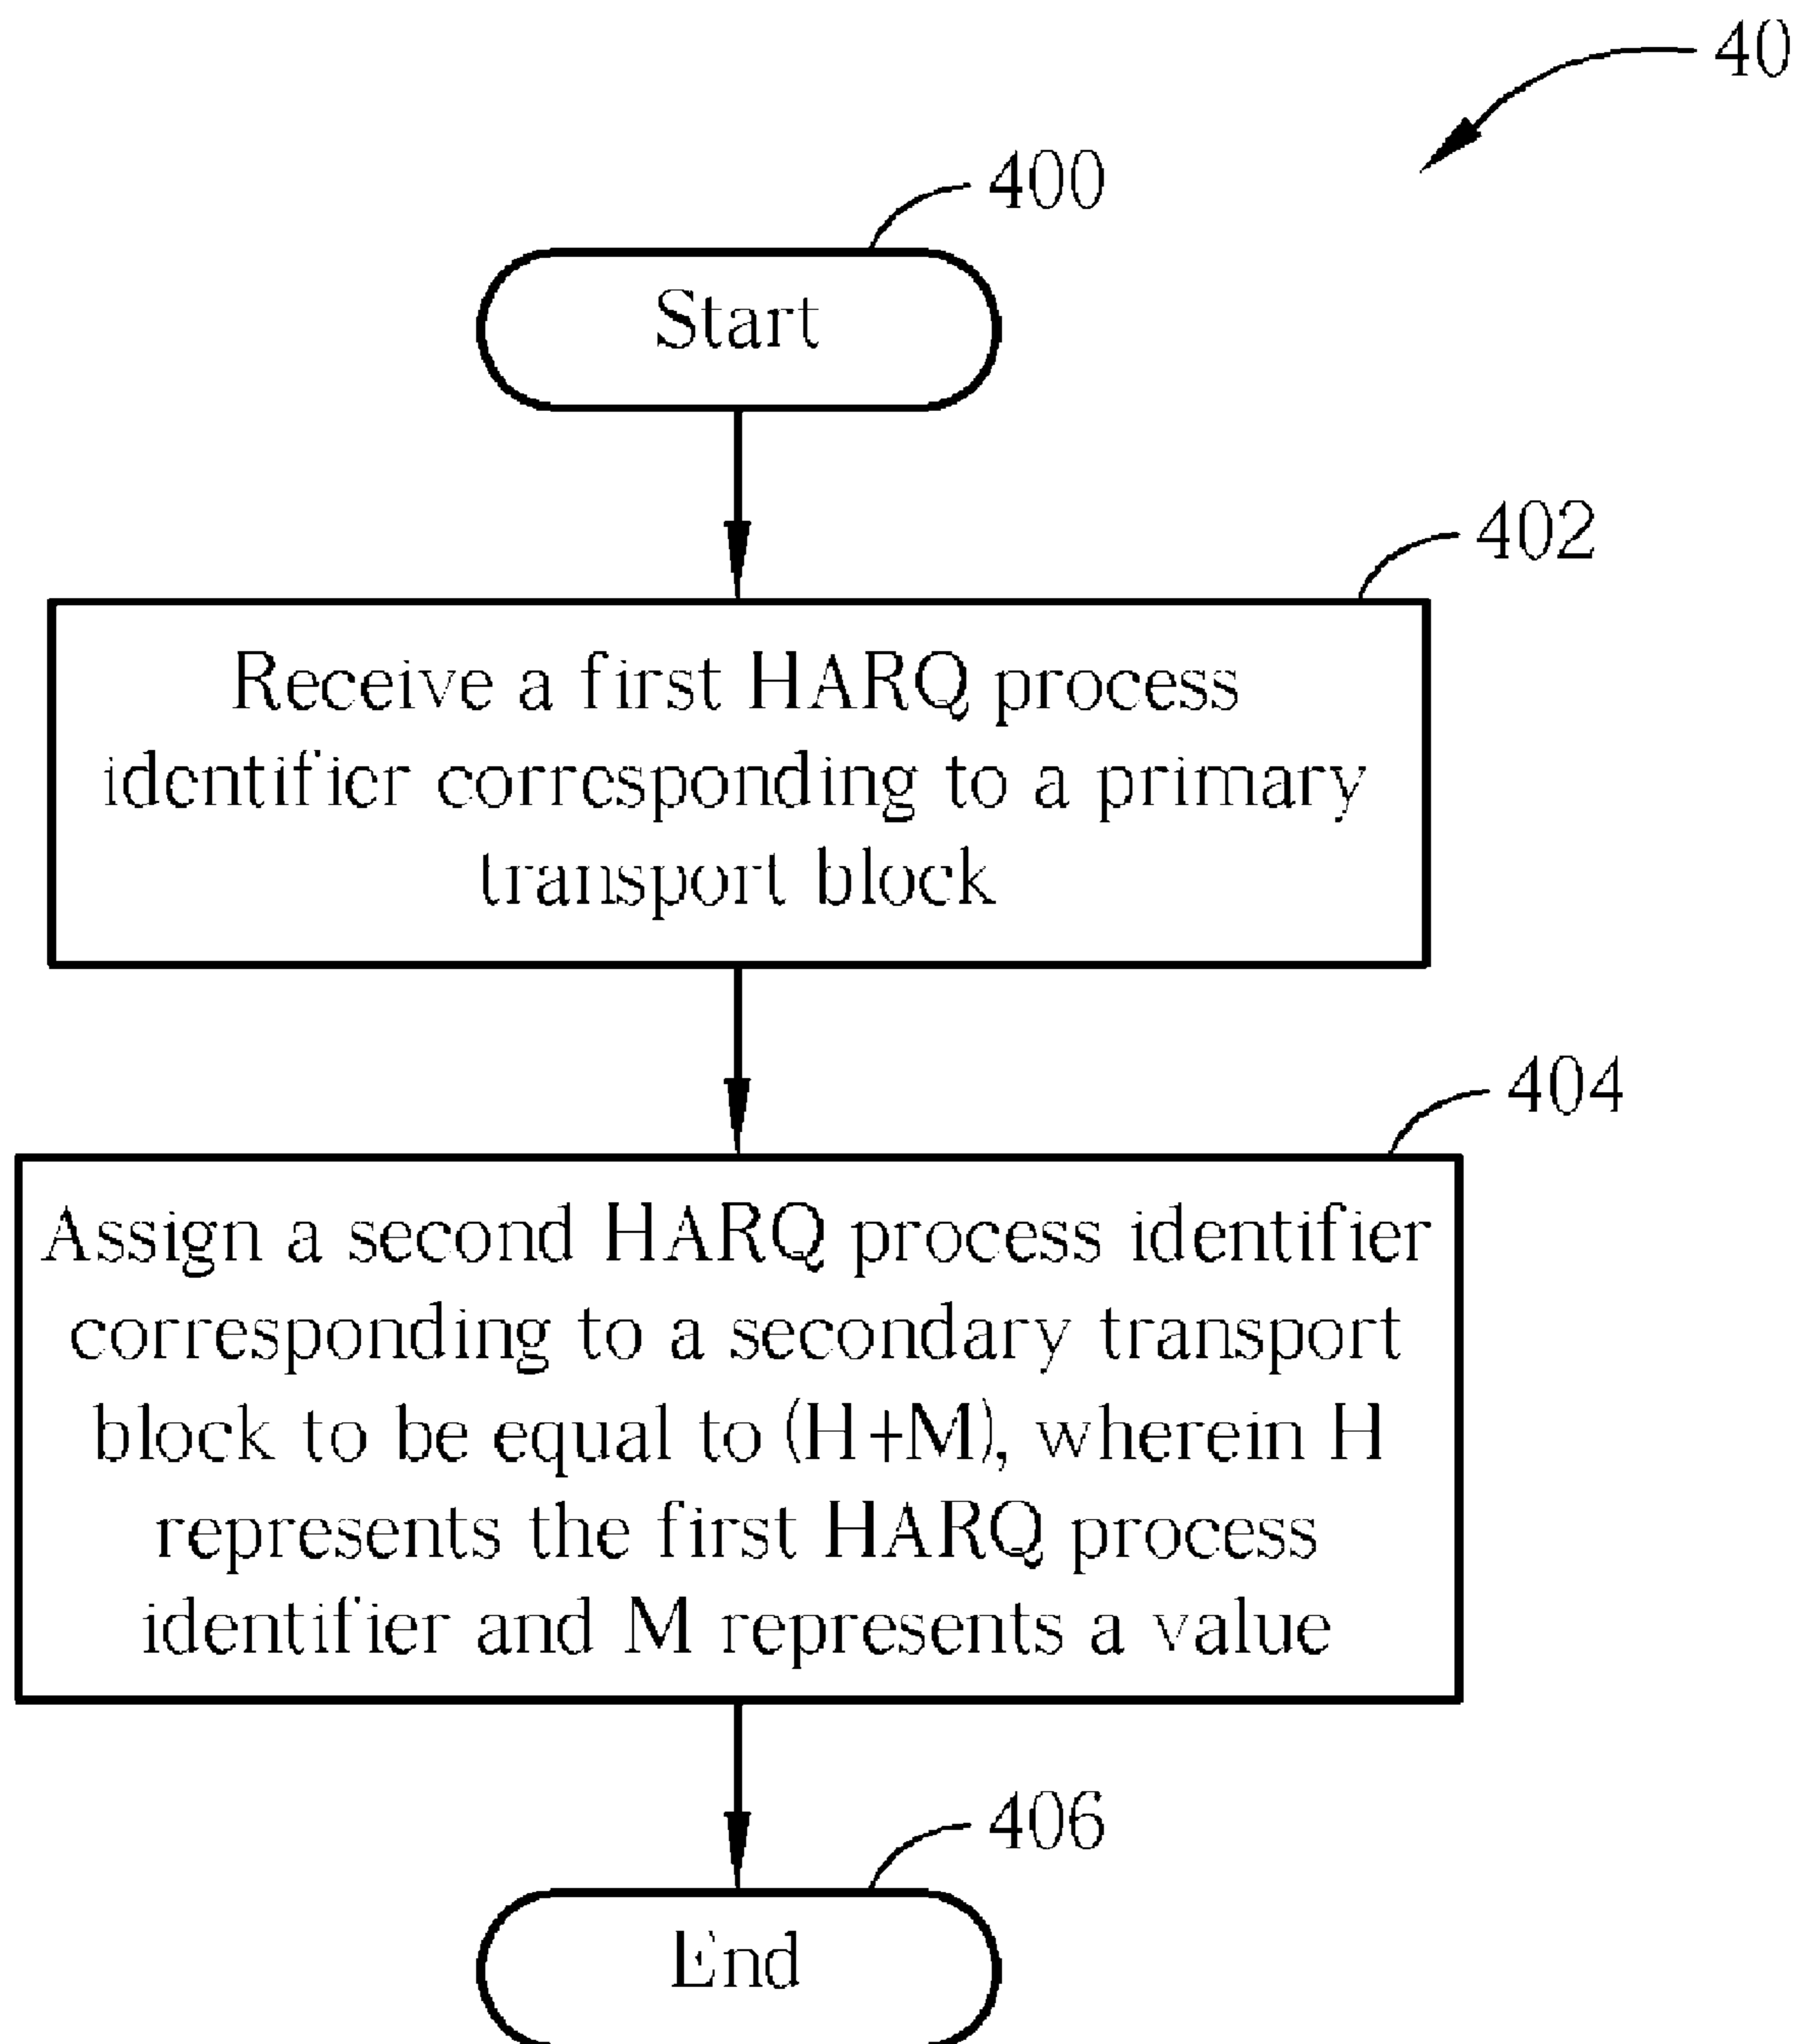 40
400
Start
402
Receive a first HARQ process
identifier corresponding to a primary
transport block
404
Assign a second HARQ process identifier
corresponding to a secondary transport
block to be equal to (H+M), wherein H
represents the first HARQ process
identifier and M represents a value
406
End